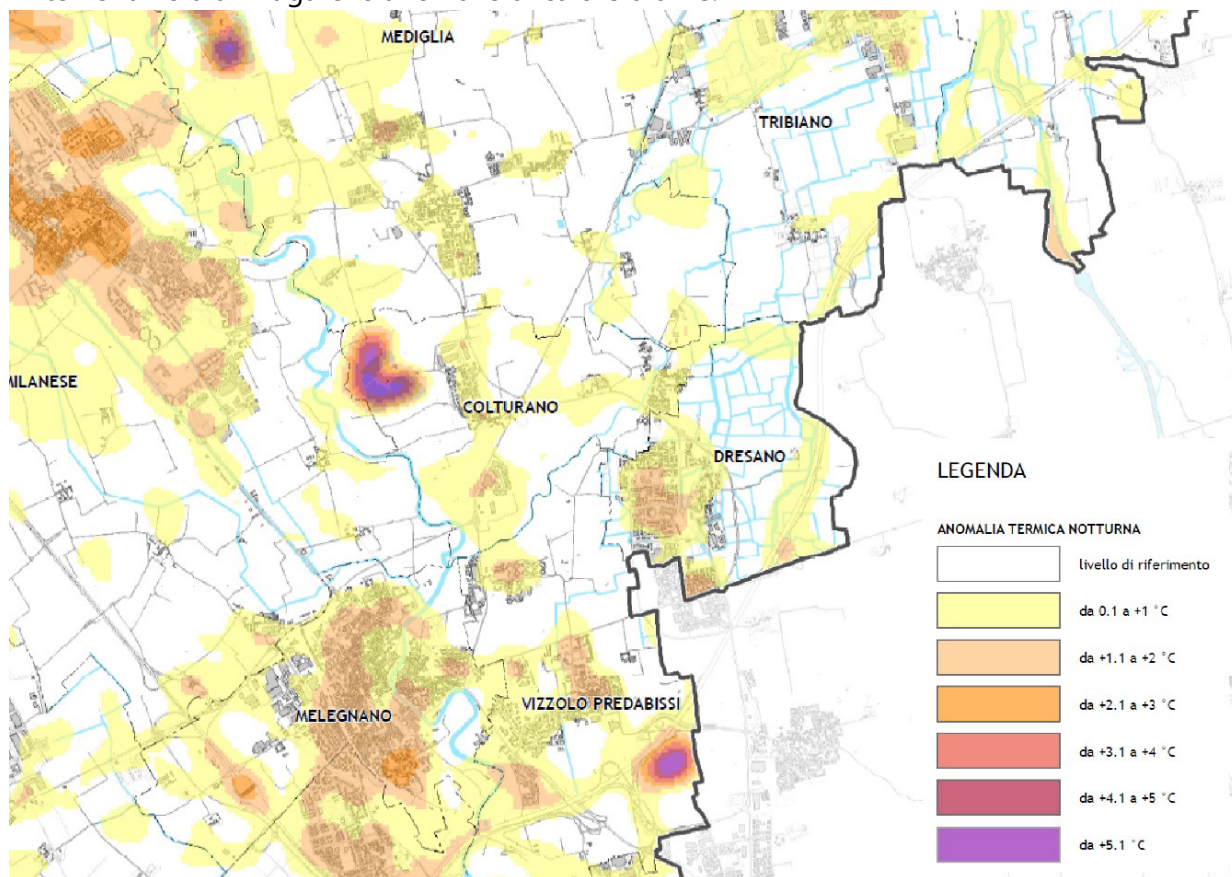 MEDIGLIA
TRIBIANO
MILANESE
COLTURANO
DRESANO
MELEGNANO
VIZZOLO PREDABISSI
LEGENDA
ANOMALIA TERMICA NOTTURNA
livello di riferimento
da 0.1 a +1 °C
da +1.1 a +2 °C
da +2.1 a +3 °C
da +3.1 a +4 °C
da +4.1 a +5 °C
da +5.1 °C